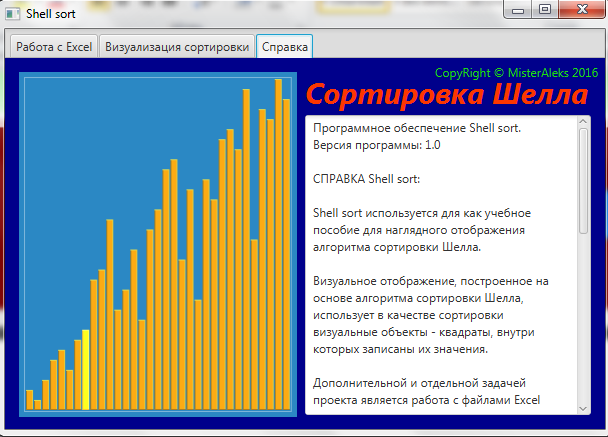 Shell sort
Работа с Excel
Визуализация сортировки
Справка
CopyRight © MisterAleks 2016
Сортировка Шелла
Программное обеспечение Shell sort.
Версия программы: 1.0
СПРАВКА Shell sort:
Shell sort используется для как учебное
пособие для наглядного отображения
алгоритма сортировки Шелла.
Визуальное отображение, построенное на
основе алгоритма сортировки Шелла,
использует в качестве сортировки
визуальные объекты - квадраты, внутри
которых записаны их значения.
Дополнительной и отдельной задачей
проекта является работа с файлами Excel